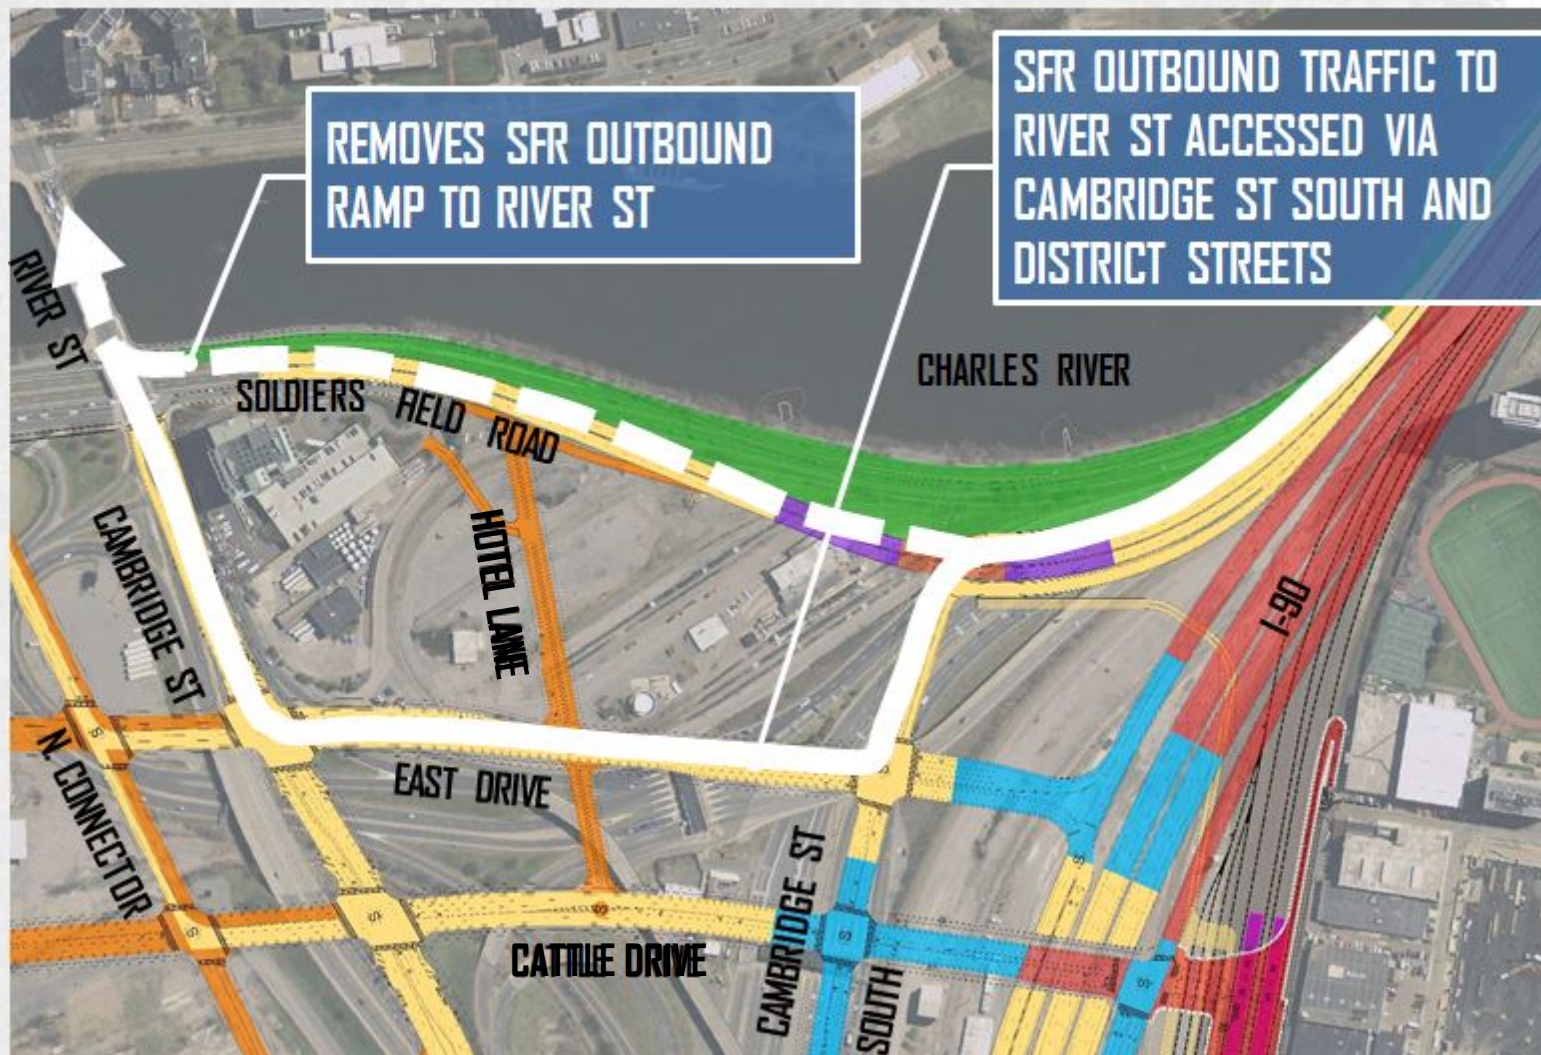 REMOVES SFR OUTBOUND
RAMP TO RIVER ST
SFR OUTBOUND TRAFFIC TO
RIVER ST ACCESSED VIA
CAMBRIDGE ST SOUTH AND
DISTRICT STREETS
RIVER ST
SOLDIERS FIELD ROAD
CHARLES RIVER
CAMBRIDGE ST
HOTEL LANE
I-90
N. CONNECTOR
EAST DRIVE
CATTLE DRIVE
CAMBRIDGE ST
SOUTH